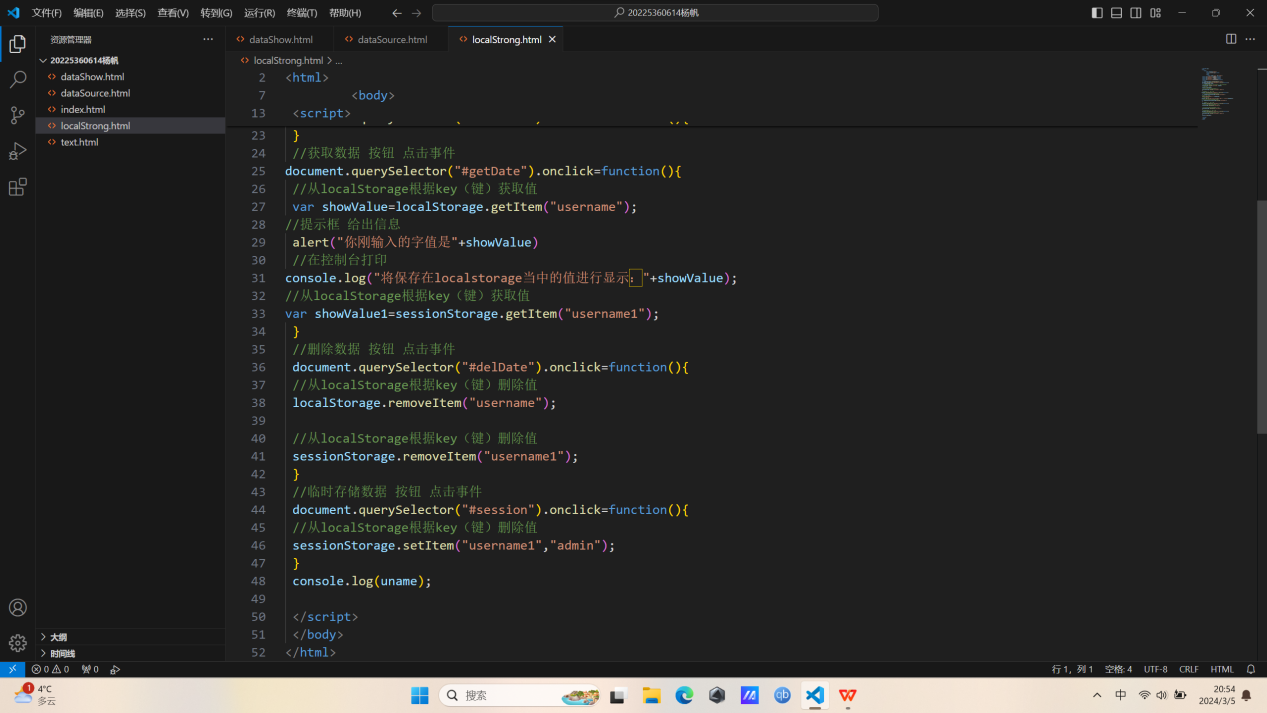 文件(F) 编辑(E) 选择(S) 查看(V) 转到(G) 运行(R) 终端(T) 帮助(H) 20225360614杨帆
资源管理器
20225360614杨帆
dataShow.html
dataSource.html
index.html
localStrong.html
text.html
大纲
时间线
dataShow.html dataSource.html localStrong.html
localStrong.html > ...
2 <html>
7 <body>
13 <script>
23 }
24 //获取数据 按钮 点击事件
25 document.querySelector("#getDate").onclick=function(){
26 //从localStorage根据key（键）获取值
27 var showValue=localStorage.getItem("username");
28 //提示框 给出信息
29 alert("你刚输入的字值是"+showValue)
30 //在控制台打印
31 console.log("将保存在localstorage当中的值进行显示："+showValue);
32 //从localStorage根据key（键）获取值
33 var showValue1=sessionStorage.getItem("username1");
34 }
35 //删除数据 按钮 点击事件
36 document.querySelector("#delDate").onclick=function(){
37 //从localStorage根据key（键）删除值
38 localStorage.removeItem("username");
39
40 //从localStorage根据key（键）删除值
41 sessionStorage.removeItem("username1");
42 }
43 //临时存储数据 按钮 点击事件
44 document.querySelector("#session").onclick=function(){
45 //从localStorage根据key（键）删除值
46 sessionStorage.setItem("username1","admin");
47 }
48 console.log(uname);
49
50 </script>
51 </body>
52 </html>
0 0 0 行 1，列 1 空格: 4 UTF-8 CRLF HTML
1 4°C
多云
搜索
中
20:54
2024/3/5